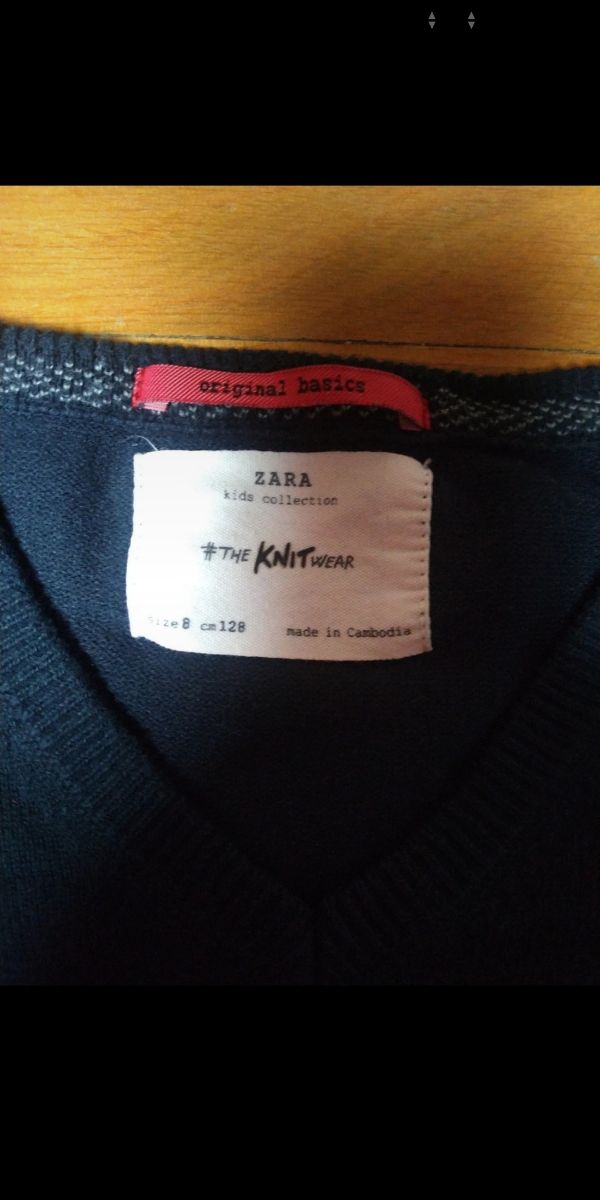 original basics
ZARA
kids collection
#THE KNITWEAR
size 8 cm 128 made in Cambodia